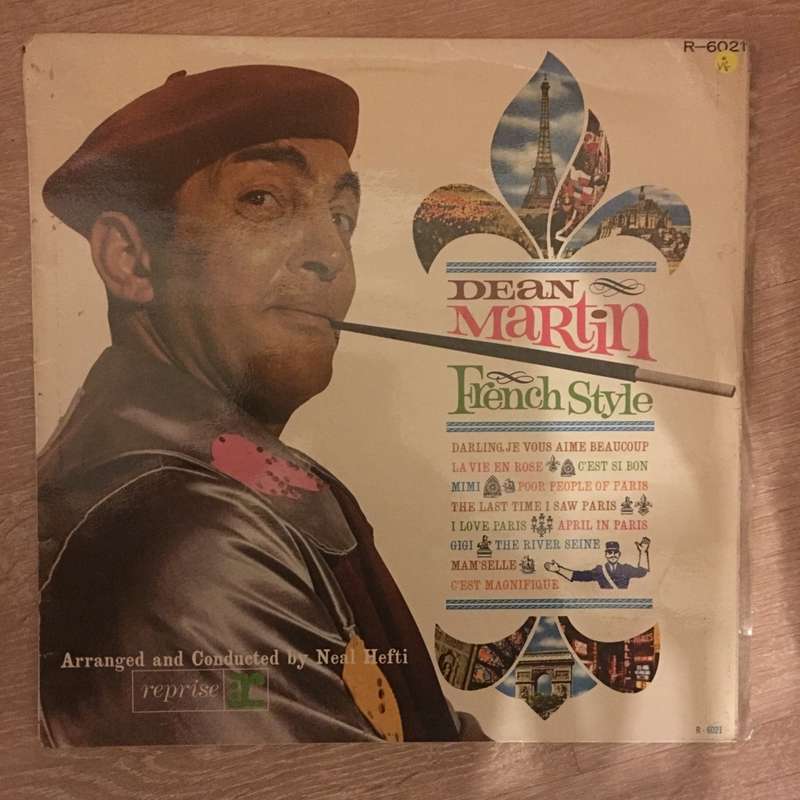 R-6021
VG
DEAN
MARTIN
French Style
DARLING, JE VOUS AIME BEAUCOUP
LA VIE EN ROSE C'EST SI BON
MIMI POOR PEOPLE OF PARIS
THE LAST TIME I SAW PARIS
I LOVE PARIS APRIL IN PARIS
GIGI THE RIVER SEINE
MAM'SELLE
C'EST MAGNIFIQUE
Arranged and Conducted by Neal Hefti
reprise
R - 6021